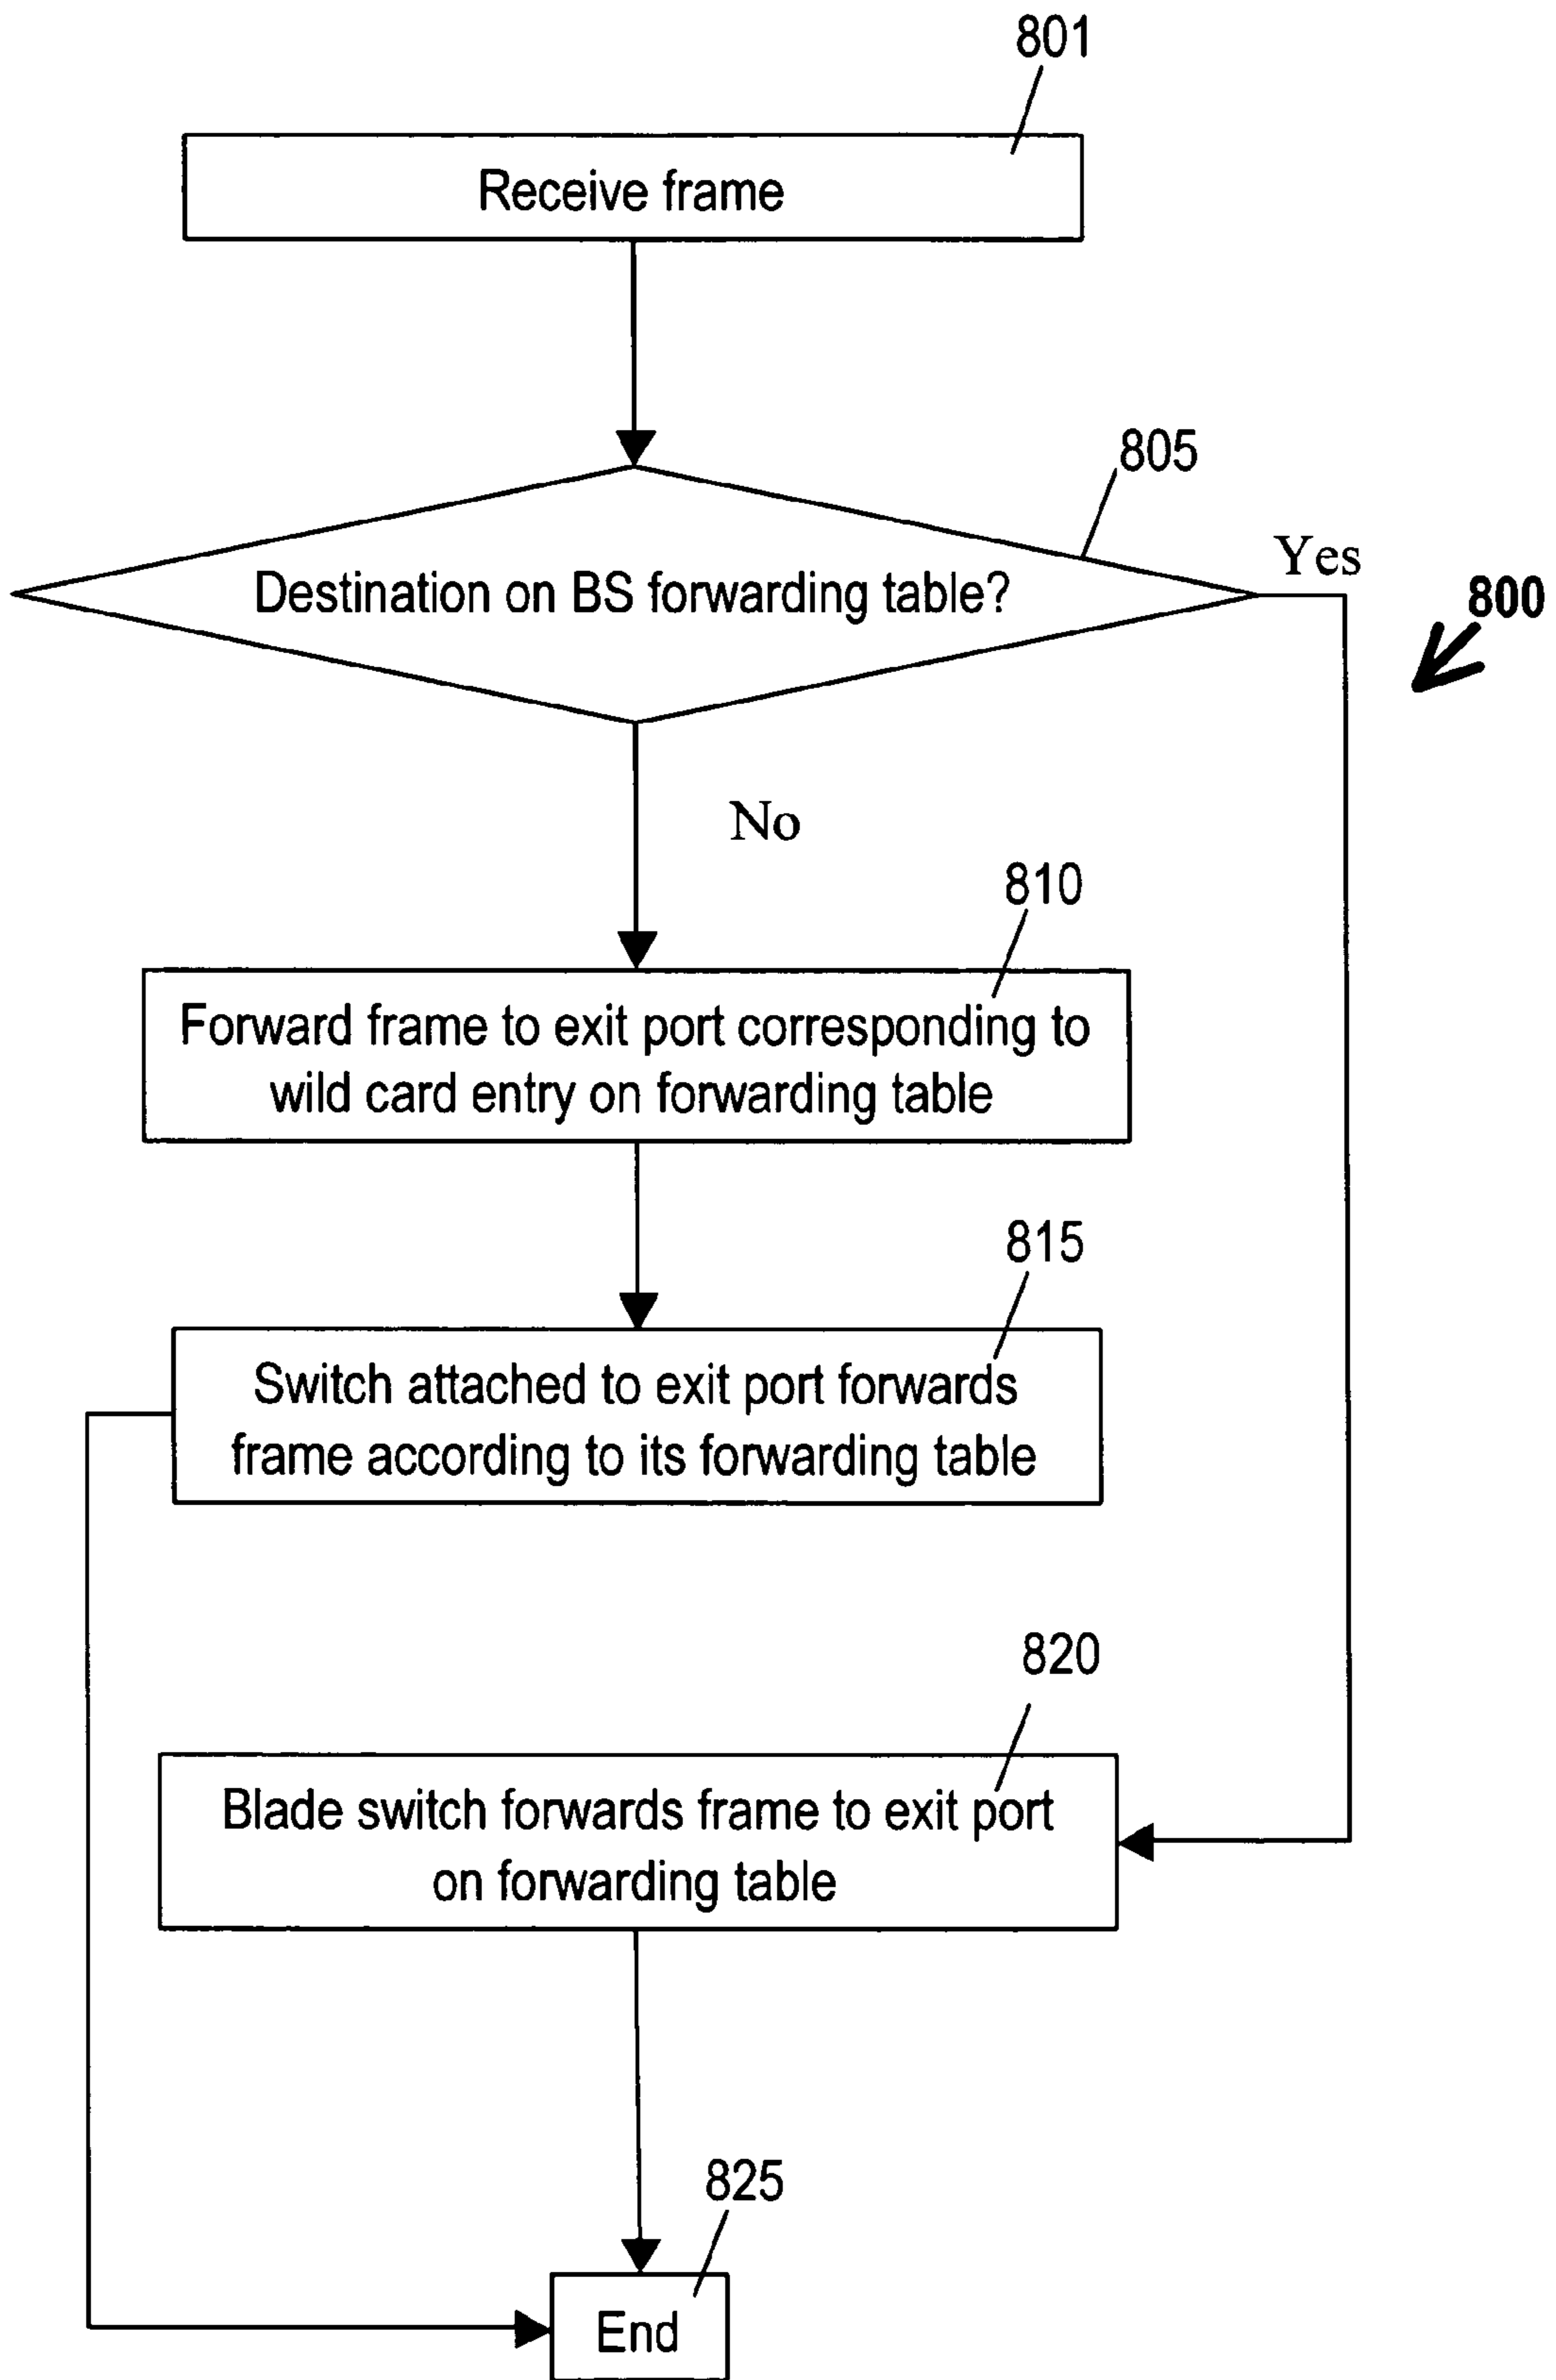 801
Receive frame
805
Destination on BS forwarding table?
Yes
800
No
810
Forward frame to exit port corresponding to
wild card entry on forwarding table
815
Switch attached to exit port forwards
frame according to its forwarding table
820
Blade switch forwards frame to exit port
on forwarding table
825
End